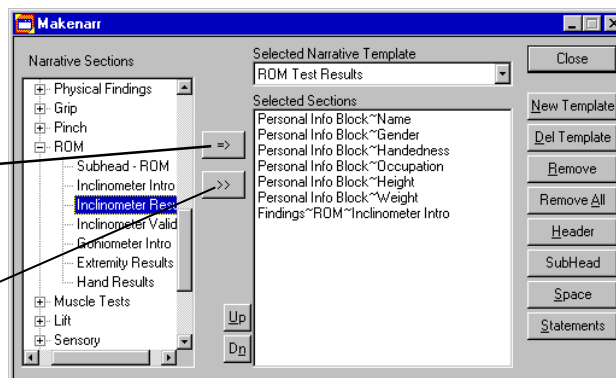 Makenarr
Narrative Sections
Physical Findings
Grip
Pinch
ROM
Subhead - ROM
Inclinometer Intro
Inclinometer
Inclinometer Valid
Goniometer Intro
Extremity Results
Hand Results
Muscle Tests
Lift
Sensory
=>
>>
Up
Dn
Selected Narrative Template
ROM Test Results
Selected Sections
Personal Info Block~Name
Personal Info Block~Gender
Personal Info Block~Handedness
Personal Info Block~Occupation
Personal Info Block~Height
Personal Info Block~Weight
Findings~ROM~Inclinometer Intro
Close
New Template
Del Template
Remove
Remove All
Header
SubHead
Space
Statements